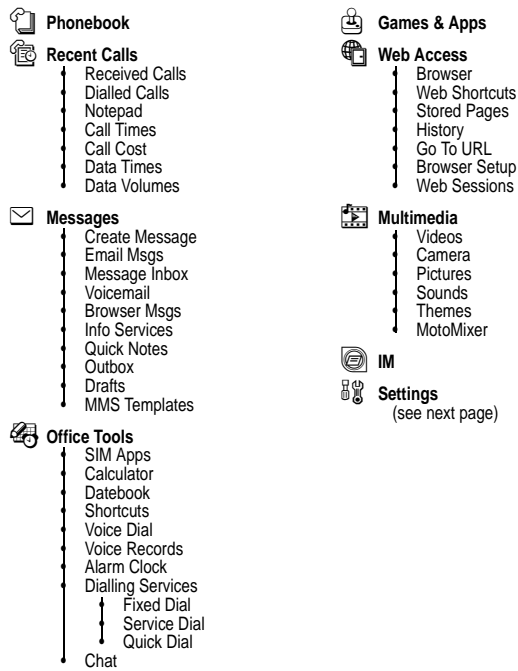 Phonebook
Recent Calls
Received Calls
Dialled Calls
Notepad
Call Times
Call Cost
Data Times
Data Volumes
Messages
Create Message
Email Msgs
Message Inbox
Voicemail
Browser Msgs
Info Services
Quick Notes
Outbox
Drafts
MMS Templates
Office Tools
SIM Apps
Calculator
Datebook
Shortcuts
Voice Dial
Voice Records
Alarm Clock
Dialling Services
Fixed Dial
Service Dial
Quick Dial
Chat
Games & Apps
Web Access
Browser
Web Shortcuts
Stored Pages
History
Go To URL
Browser Setup
Web Sessions
Multimedia
Videos
Camera
Pictures
Sounds
Themes
MotoMixer
IM
Settings
(see next page)